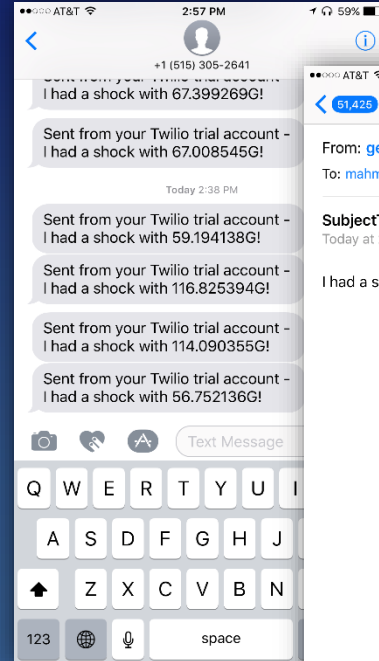 AT&T 2:57 PM 59%
+1 (515) 305-2641
I had a shock with 67.399269G!
Sent from your Twilio trial account -
I had a shock with 67.008545G!
Today 2:38 PM
Sent from your Twilio trial account -
I had a shock with 59.194138G!
Sent from your Twilio trial account -
I had a shock with 116.825394G!
Sent from your Twilio trial account -
I had a shock with 114.090355G!
Sent from your Twilio trial account -
I had a shock with 56.752136G!
Text Message
Q W E R T Y U I
A S D F G H J
Z X C V B N
123 space
AT&T
51,425
From: ge
To: mahm
Subject
Today at
I had a s